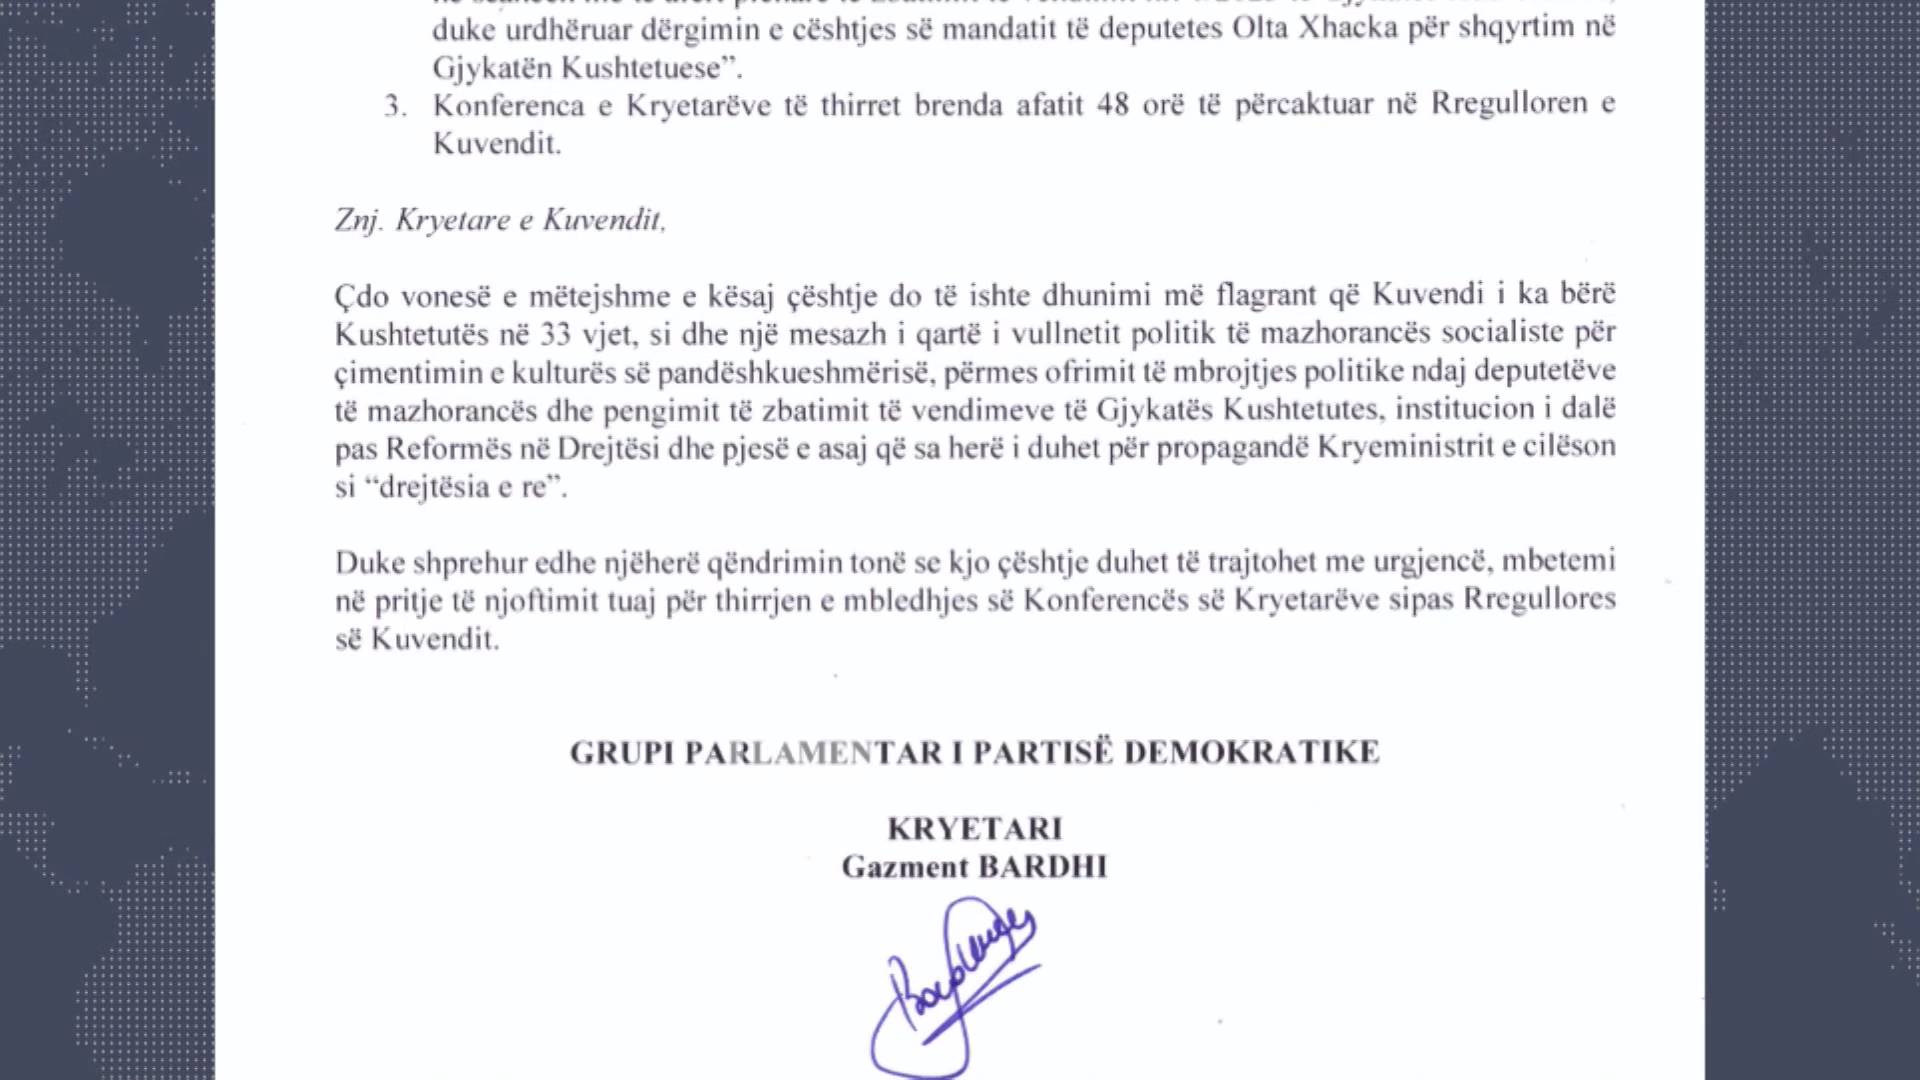 duke urdhëruar dërgimin e cështjes së mandatit të deputetes Olta Xhacka për shqyrtim në
Gjykatën Kushtetuese”.
3. Konferenca e Kryetarëve të thirret brenda afatit 48 orë të përcaktuar në Rregulloren e
Kuvendit.
Znj. Kryetare e Kuvendit,
Çdo vonesë e mëtejshme e kësaj çështje do të ishte dhunimi më flagrant që Kuvendi i ka bërë
Kushtetutës në 33 vjet, si dhe një mesazh i qartë i vullnetit politik të mazhorancës socialiste për
çimentimin e kulturës së pandëshkueshmërisë, përmes ofrimit të mbrojtjes politike ndaj deputetëve
të mazhorancës dhe pengimit të zbatimit të vendimeve të Gjykatës Kushtetutes, institucion i dalë
pas Reformës në Drejtësi dhe pjesë e asaj që sa herë i duhet për propagandë Kryeministrit e cilëson
si “drejtësia e re”.
Duke shprehur edhe njëherë qëndrimin tonë se kjo çështje duhet të trajtohet me urgjencë, mbetemi
në pritje të njoftimit tuaj për thirrjen e mbledhjes së Konferencës së Kryetarëve sipas Rregullores
së Kuvendit.
GRUPI PARLAMENTAR I PARTISË DEMOKRATIKE
KRYETARI
Gazment BARDHI